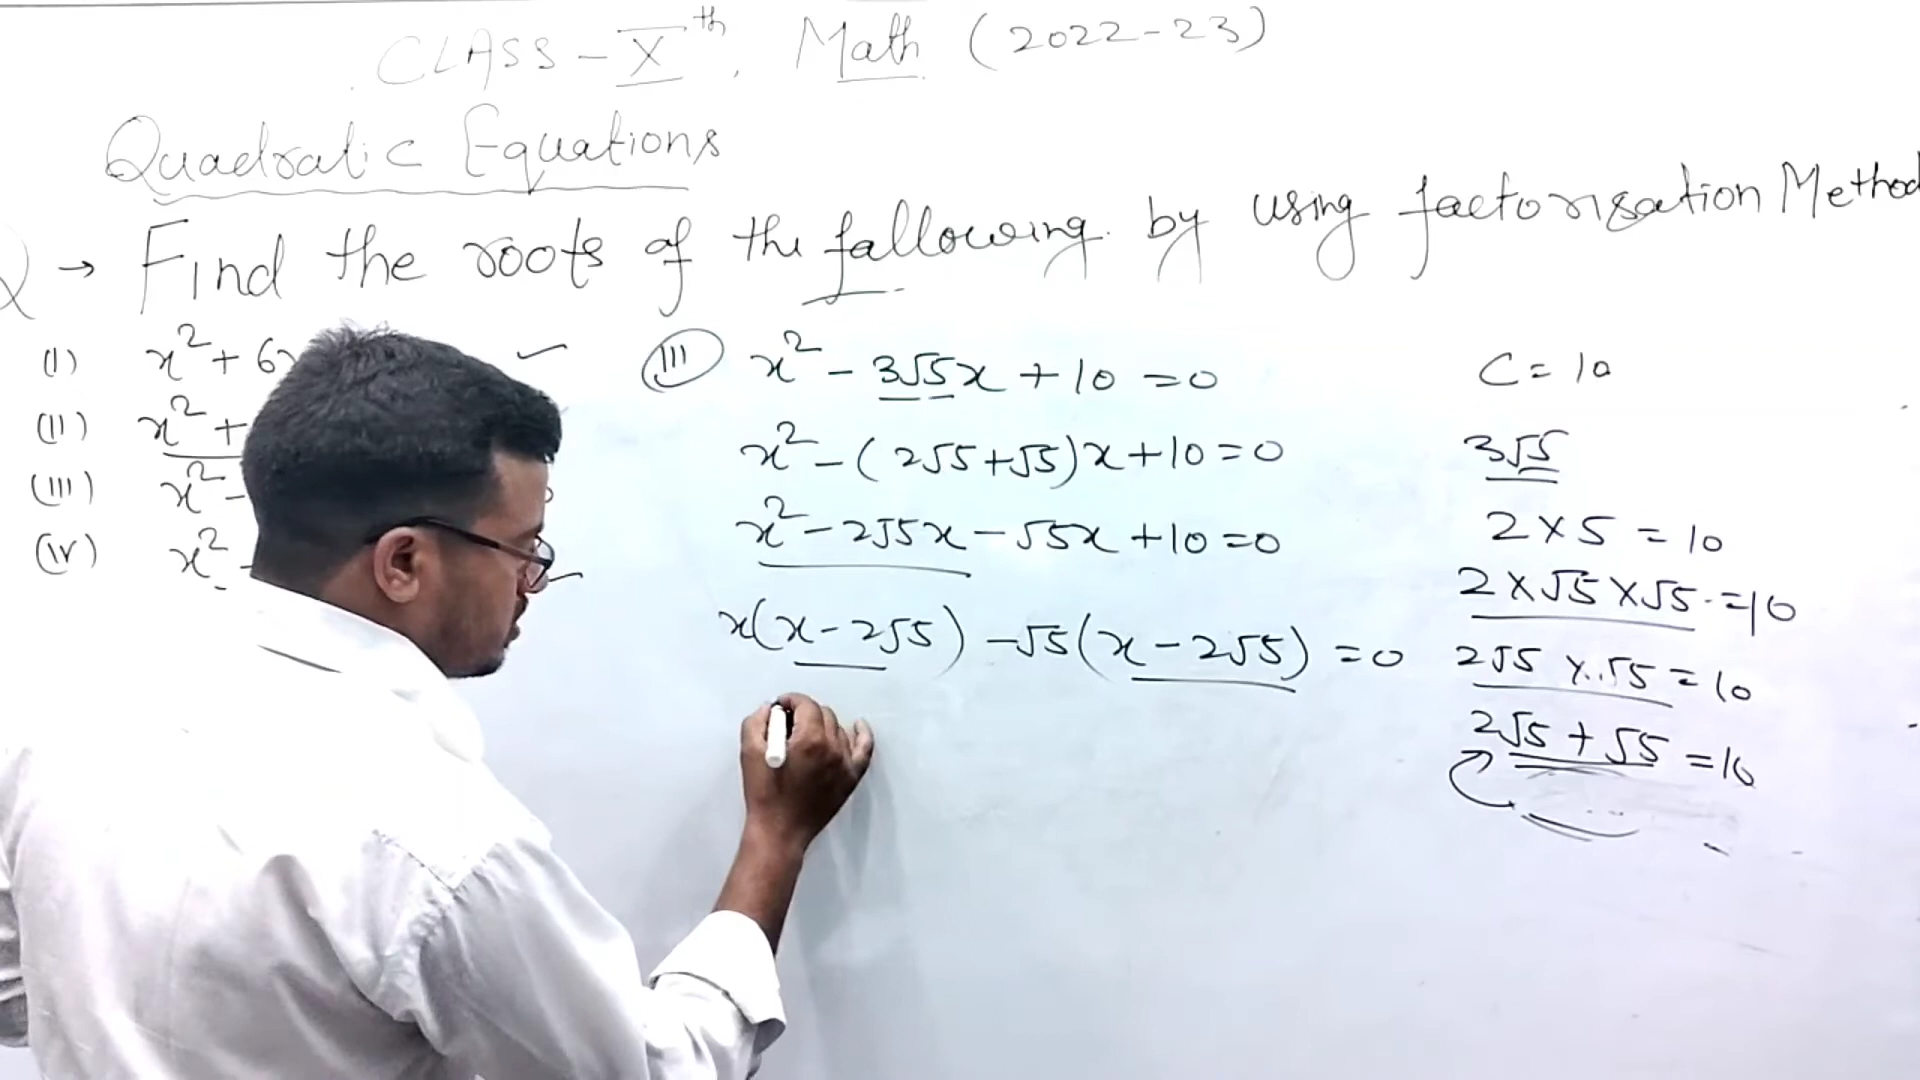 CLASS - Xth, Math (2022-23)
Quadratic Equations
Q → Find the roots of the fallowing by using factorisation Method
(I) x² + 6x
(II) x² +
(III) x² -
(IV) x² -
(III) x² - 3√5x + 10 = 0
x² - (2√5+√5)x + 10 = 0
x² - 2√5x - √5x + 10 = 0
x(x - 2√5) - √5(x - 2√5) = 0
C = 10
3√5
2 × 5 = 10
2 × √5 × √5 = 10
2√5 × √5 = 10
2√5 + √5 = 10